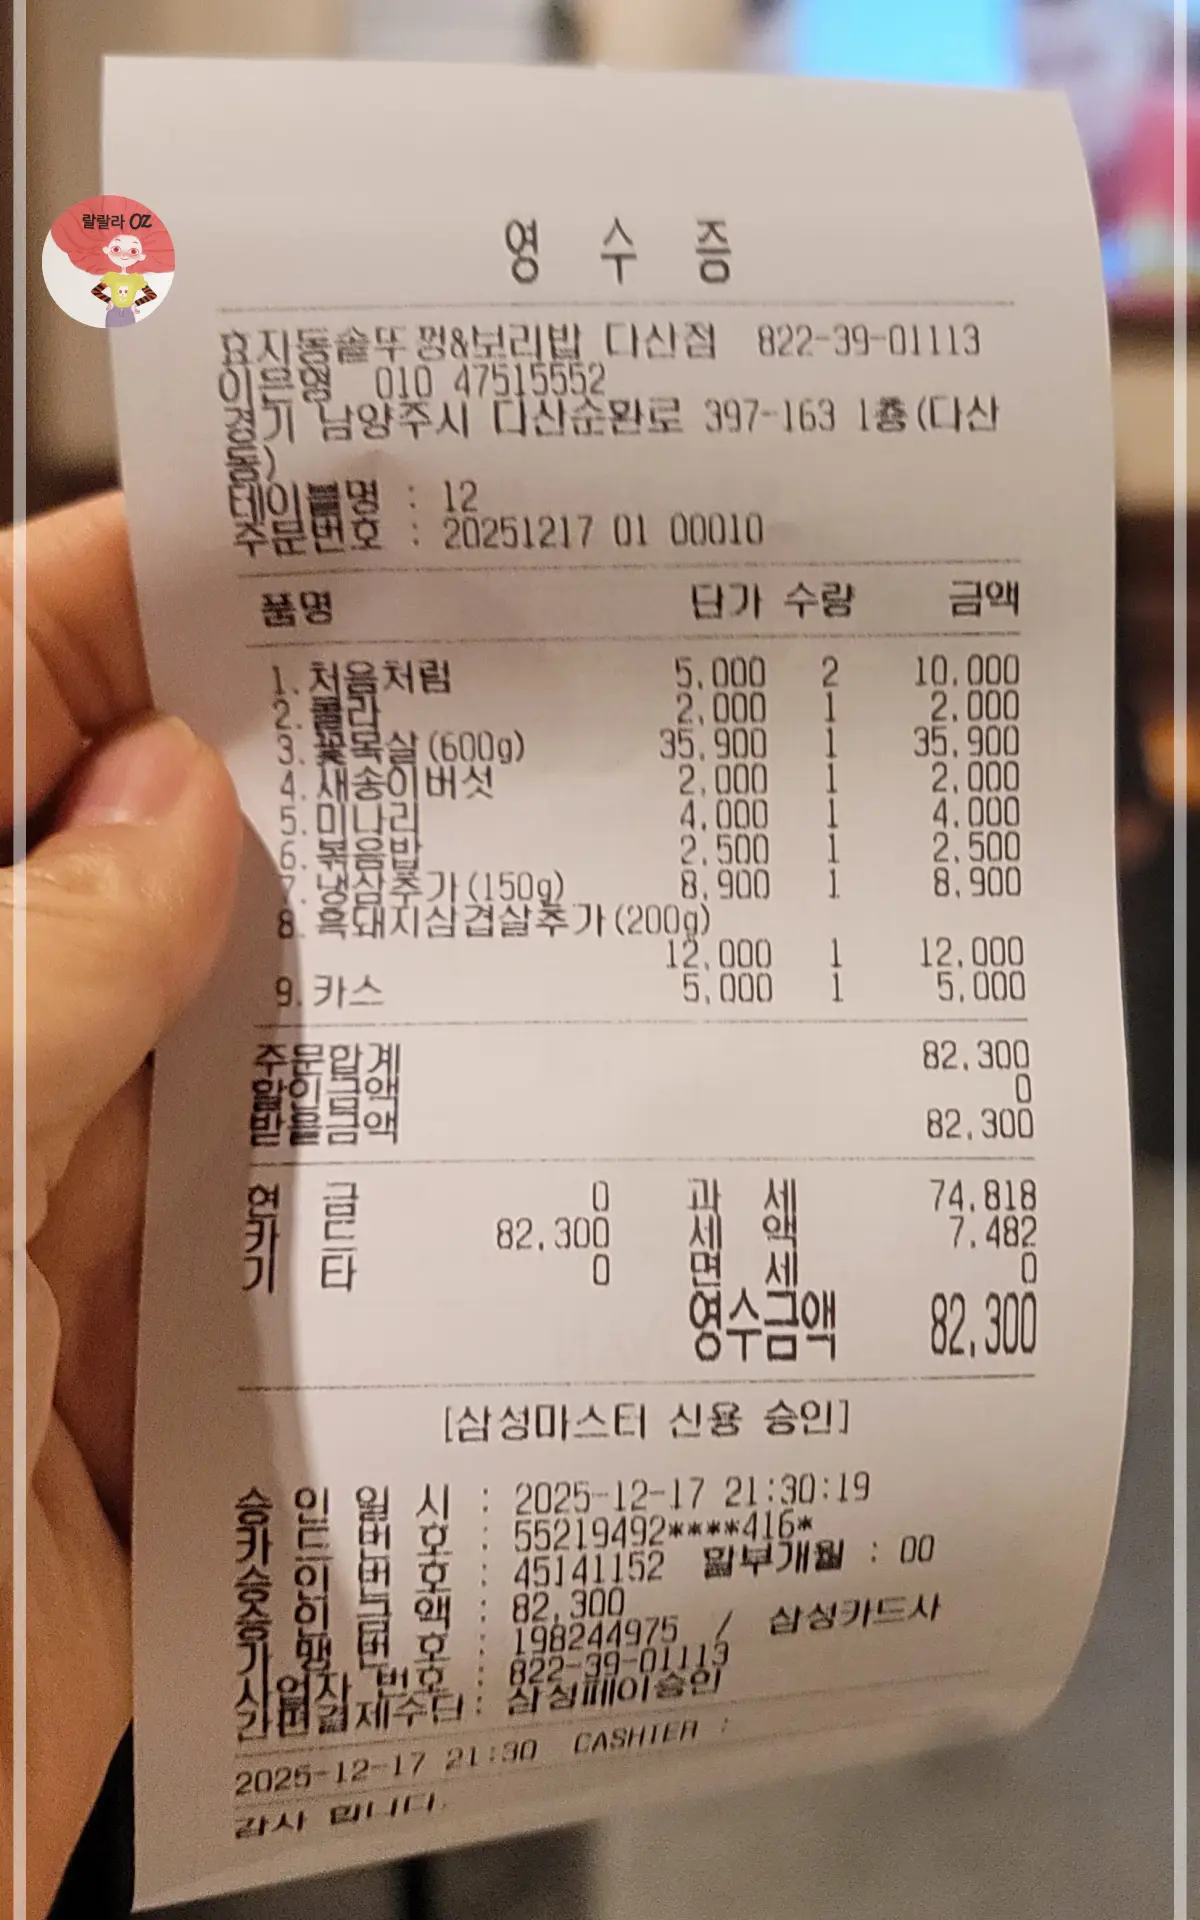 랄랄라 OZ
영 수 증
효자동솥뚜껑&보리밥 다산점 822-39-01113
이은영 010 47515552
경기 남양주시 다산순환로 397-163 1층(다산
동)
테이블명 : 12
주문번호 : 20251217 01 00010
품명 단가 수량 금액
1. 처음처럼 5,000 2 10,000
2. 콜라 2,000 1 2,000
3. 꽃목살(600g) 35,900 1 35,900
4. 새송이버섯 2,000 1 2,000
5. 미나리 4,000 1 4,000
6. 볶음밥 2,500 1 2,500
7. 냉삼추가(150g) 8,900 1 8,900
8. 흑돼지삼겹살추가(200g)
12,000 1 12,000
9. 카스 5,000 1 5,000
주문합계 82,300
할인금액 0
받을금액 82,300
현 금 0 과 세 74,818
카 드 82,300 세 액 7,482
기 타 0 면 세 0
영수금액 82,300
[삼성마스터 신용 승인]
승 인 일 시 : 2025-12-17 21:30:19
카 드 번 호 : 55219492****416*
승 인 번 호 : 45141152 할부개월 : 00
승 인 금 액 : 82,300
가 맹 번 호 : 198244975 / 삼성카드사
사업자 번호 : 822-39-01113
간편결제수단 : 삼성페이승인
2025-12-17 21:30 CASHIER :
감사 합니다.